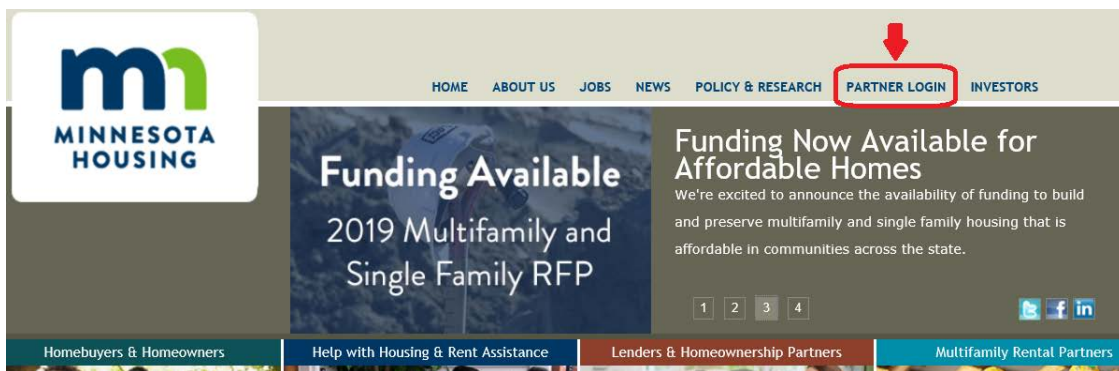 mn
MINNESOTA
HOUSING
HOME ABOUT US JOBS NEWS POLICY & RESEARCH PARTNER LOGIN INVESTORS
Funding Available
2019 Multifamily and
Single Family RFP
Funding Now Available for
Affordable Homes
We're excited to announce the availability of funding to build
and preserve multifamily and single family housing that is
affordable in communities across the state.
1 2 3 4
t f in
Homebuyers & Homeowners Help with Housing & Rent Assistance Lenders & Homeownership Partners Multifamily Rental Partners